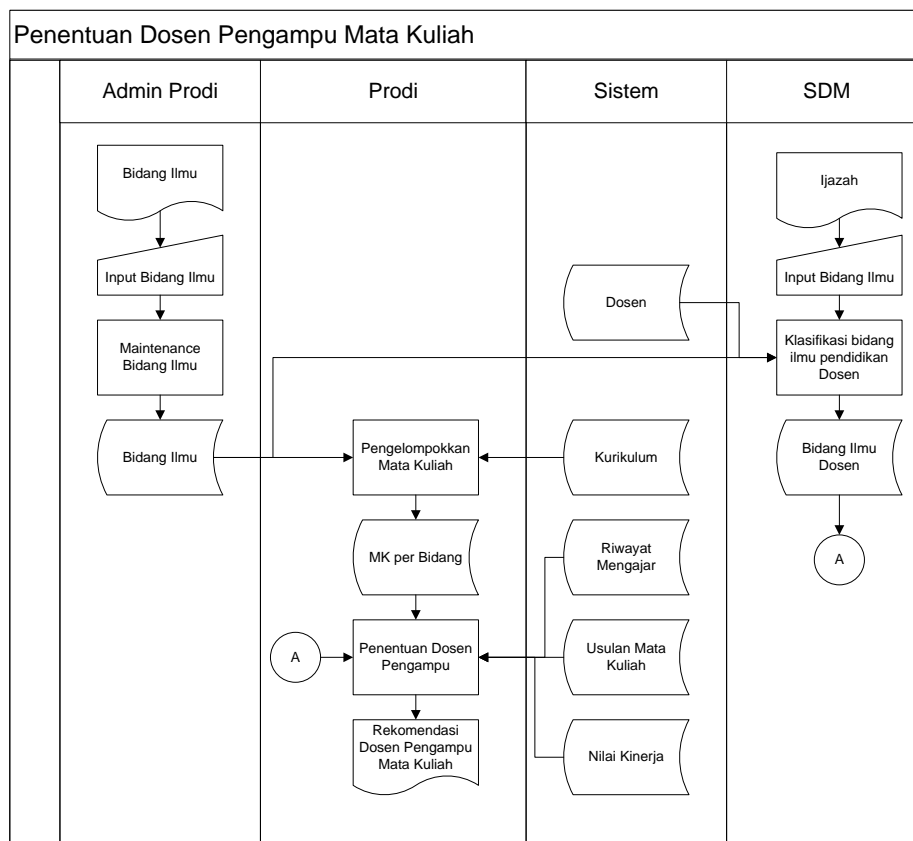 Penentuan Dosen Pengampu Mata Kuliah
Admin Prodi
Prodi
Sistem
SDM
Bidang Ilmu
Input Bidang Ilmu
Maintenance
Bidang Ilmu
Bidang Ilmu
Pengelompokkan
Mata Kuliah
MK per Bidang
A
Penentuan Dosen
Pengampu
Rekomendasi
Dosen Pengampu
Mata Kuliah
Dosen
Kurikulum
Riwayat
Mengajar
Usulan Mata
Kuliah
Nilai Kinerja
Ijazah
Input Bidang Ilmu
Klasifikasi bidang
ilmu pendidikan
Dosen
Bidang Ilmu
Dosen
A